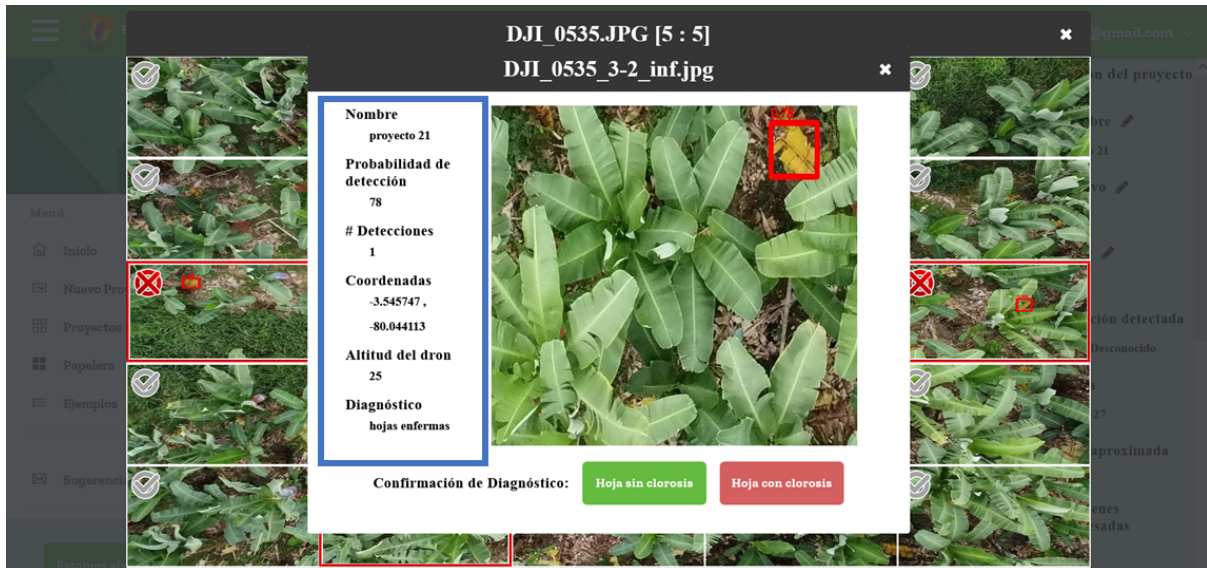 DJI_0535.JPG [5 : 5]
@gmail.com
DJI_0535_3-2_inf.jpg
Nombre
proyecto 21
Probabilidad de
detección
78
# Detecciones
1
Coordenadas
-3.545747 ,
-80.044113
Altitud del dron
25
Diagnóstico
hojas enfermas
Confirmación de Diagnóstico:
Hoja sin clorosis
Hoja con clorosis
Menú
Inicio
Nuevo Pro
Proyectos
Papelera
Ejemplos
Sugerenci
Estamos al
n del proyecto
bre
21
vo
ción detectada
Desconocido
27
aproximada
enes
esadas